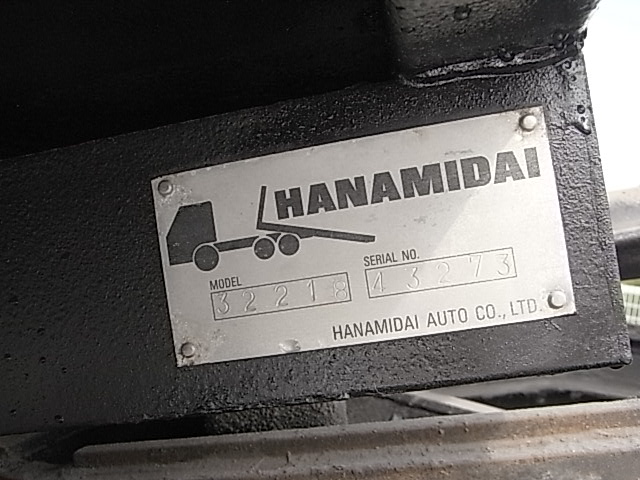 HANAMIDAI
MODEL
32218
SERIAL NO.
43273
HANAMIDAI AUTO CO., LTD.